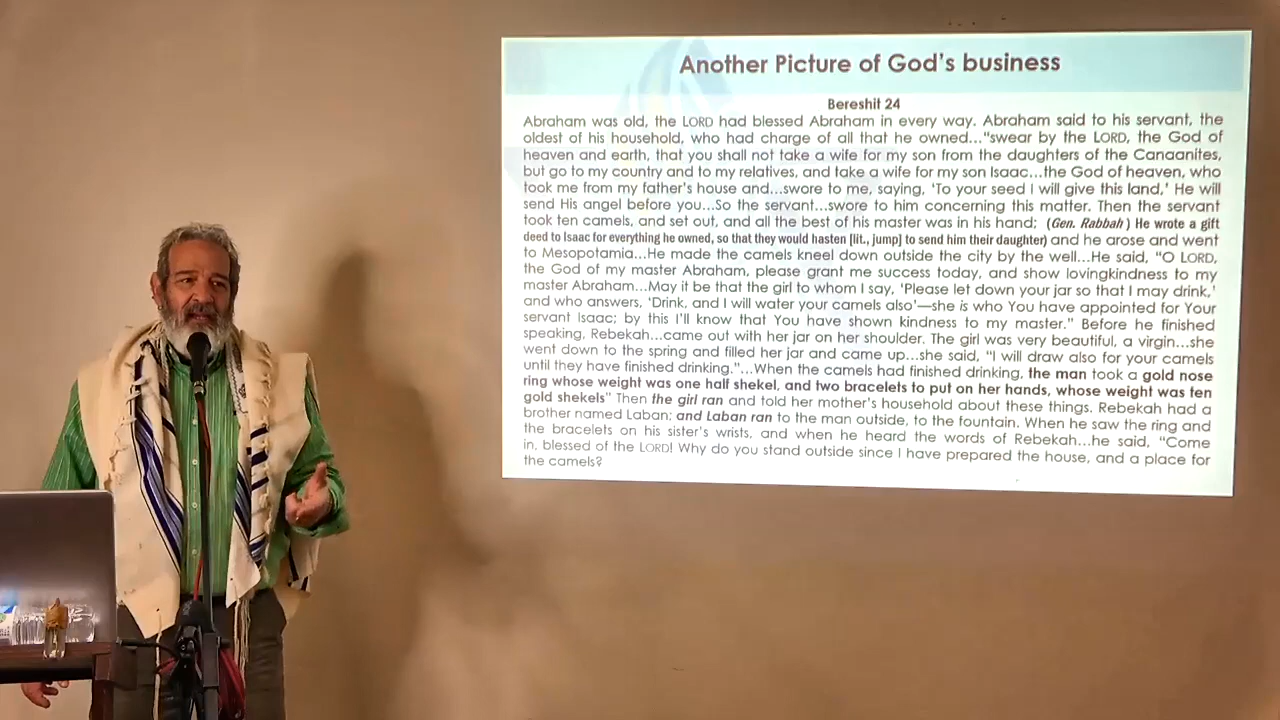 Another Picture of God's business
Bereshit 24
Abraham was old, the LORD had blessed Abraham in every way. Abraham said to his servant, the
oldest of his household, who had charge of all that he owned…"swear by the LORD, the God of
heaven and earth, that you shall not take a wife for my son from the daughters of the Canaanites,
but go to my country and to my relatives, and take a wife for my son Isaac…the God of heaven, who
took me from my father's house and…swore to me, saying, 'To your seed I will give this land,' He will
send His angel before you…So the servant…swore to him concerning this matter. Then the servant
took ten camels, and set out, and all the best of his master was in his hand; (Gen. Rabbah ) He wrote a gift
deed to Isaac for everything he owned, so that they would hasten [lit., jump] to send him their daughter) and he arose and went
to Mesopotamia…He made the camels kneel down outside the city by the well…He said, "O LORD,
the God of my master Abraham, please grant me success today, and show lovingkindness to my
master Abraham…May it be that the girl to whom I say, 'Please let down your jar so that I may drink,'
and who answers, 'Drink, and I will water your camels also'—she is who You have appointed for Your
servant Isaac; by this I'll know that You have shown kindness to my master." Before he finished
speaking, Rebekah…came out with her jar on her shoulder. The girl was very beautiful, a virgin…she
went down to the spring and filled her jar and came up…she said, "I will draw also for your camels
until they have finished drinking."…When the camels had finished drinking, the man took a gold nose
ring whose weight was one half shekel, and two bracelets to put on her hands, whose weight was ten
gold shekels" Then the girl ran and told her mother's household about these things. Rebekah had a
brother named Laban; and Laban ran to the man outside, to the fountain. When he saw the ring and
the bracelets on his sister's wrists, and when he heard the words of Rebekah…he said, "Come
in, blessed of the LORD! Why do you stand outside since I have prepared the house, and a place for
the camels?